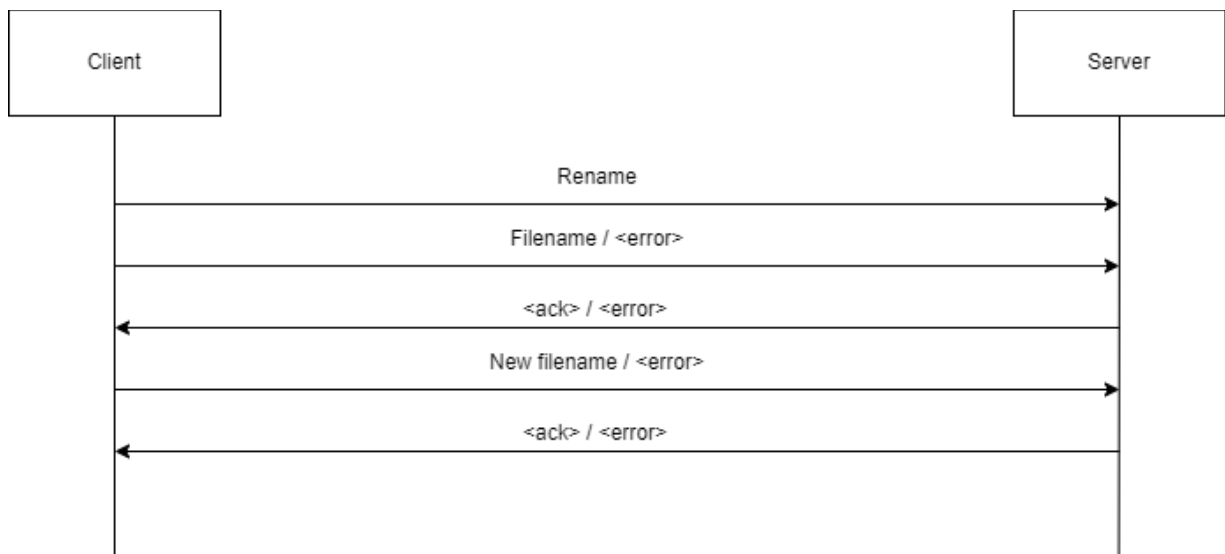 Client
Server
Rename
Filename / <error>
<ack> / <error>
New filename / <error>
<ack> / <error>